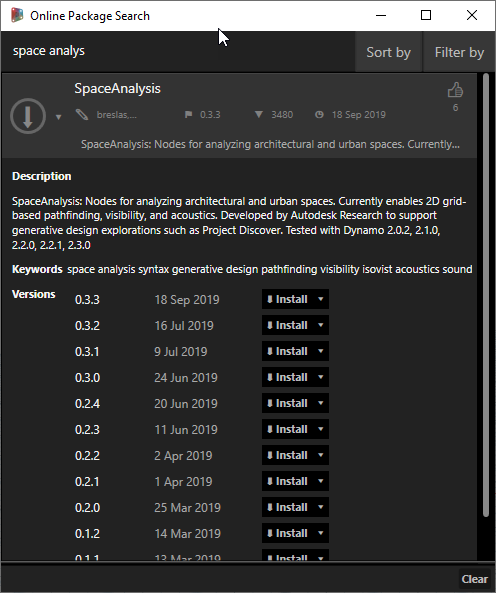 Online Package Search
space analys
Sort by
Filter by
SpaceAnalysis
breslas,...
0.3.3
3480
18 Sep 2019
6
SpaceAnalysis: Nodes for analyzing architectural and urban spaces. Currently...
Description
SpaceAnalysis: Nodes for analyzing architectural and urban spaces. Currently enables 2D grid-
based pathfinding, visibility, and acoustics. Developed by Autodesk Research to support
generative design explorations such as Project Discover. Tested with Dynamo 2.0.2, 2.1.0,
2.2.0, 2.2.1, 2.3.0
Keywords space analysis syntax generative design pathfinding visibility isovist acoustics sound
Versions
0.3.3 18 Sep 2019 Install
0.3.2 16 Jul 2019 Install
0.3.1 9 Jul 2019 Install
0.3.0 24 Jun 2019 Install
0.2.4 20 Jun 2019 Install
0.2.3 11 Jun 2019 Install
0.2.2 2 Apr 2019 Install
0.2.1 1 Apr 2019 Install
0.2.0 25 Mar 2019 Install
0.1.2 14 Mar 2019 Install
0.1.1 13 Mar 2019 Install
Clear